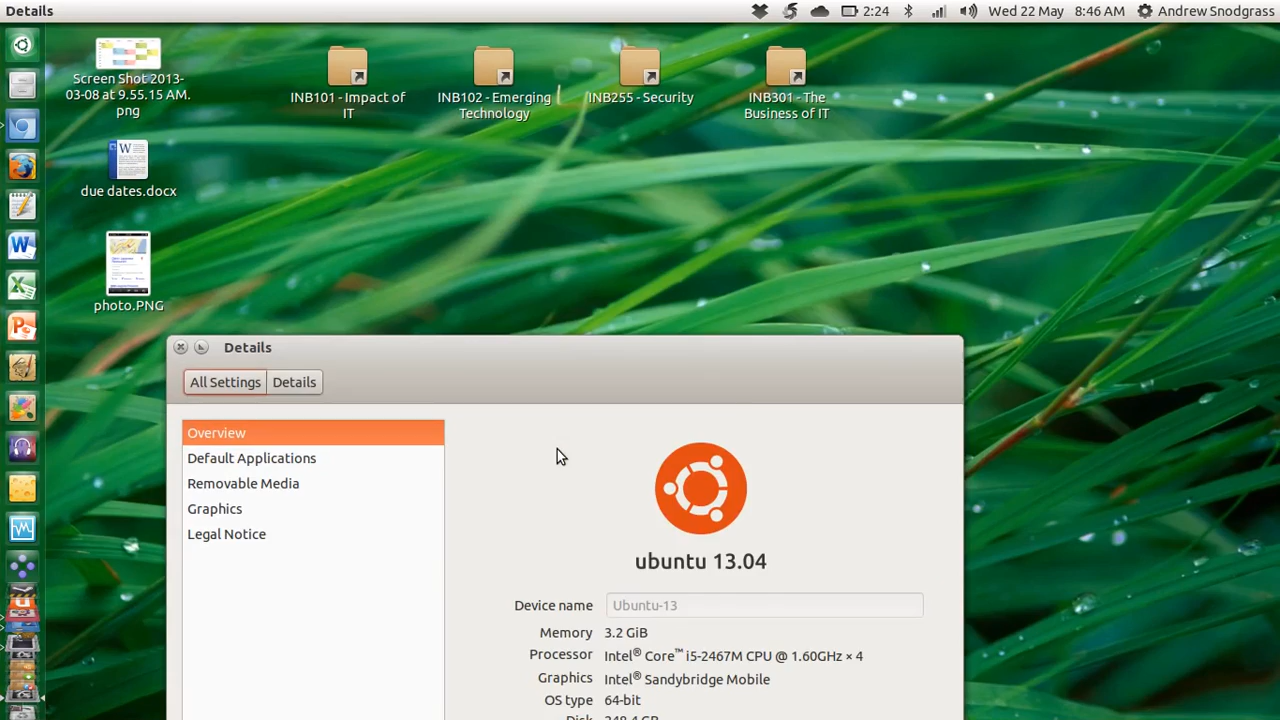 Details
2:24
Wed 22 May
8:46 AM
Andrew Snodgrass
Screen Shot 2013-
03-08 at 9.55.15 AM.
png
INB101 - Impact of
IT
INB102 - Emerging
Technology
INB255 - Security
INB301 - The
Business of IT
due dates.docx
photo.PNG
Details
All Settings
Details
Overview
Default Applications
Removable Media
Graphics
Legal Notice
ubuntu 13.04
Device name Ubuntu-13
Memory 3.2 GiB
Processor Intel® Core™ i5-2467M CPU @ 1.60GHz × 4
Graphics Intel® Sandybridge Mobile
OS type 64-bit
Disk 248.4 GB